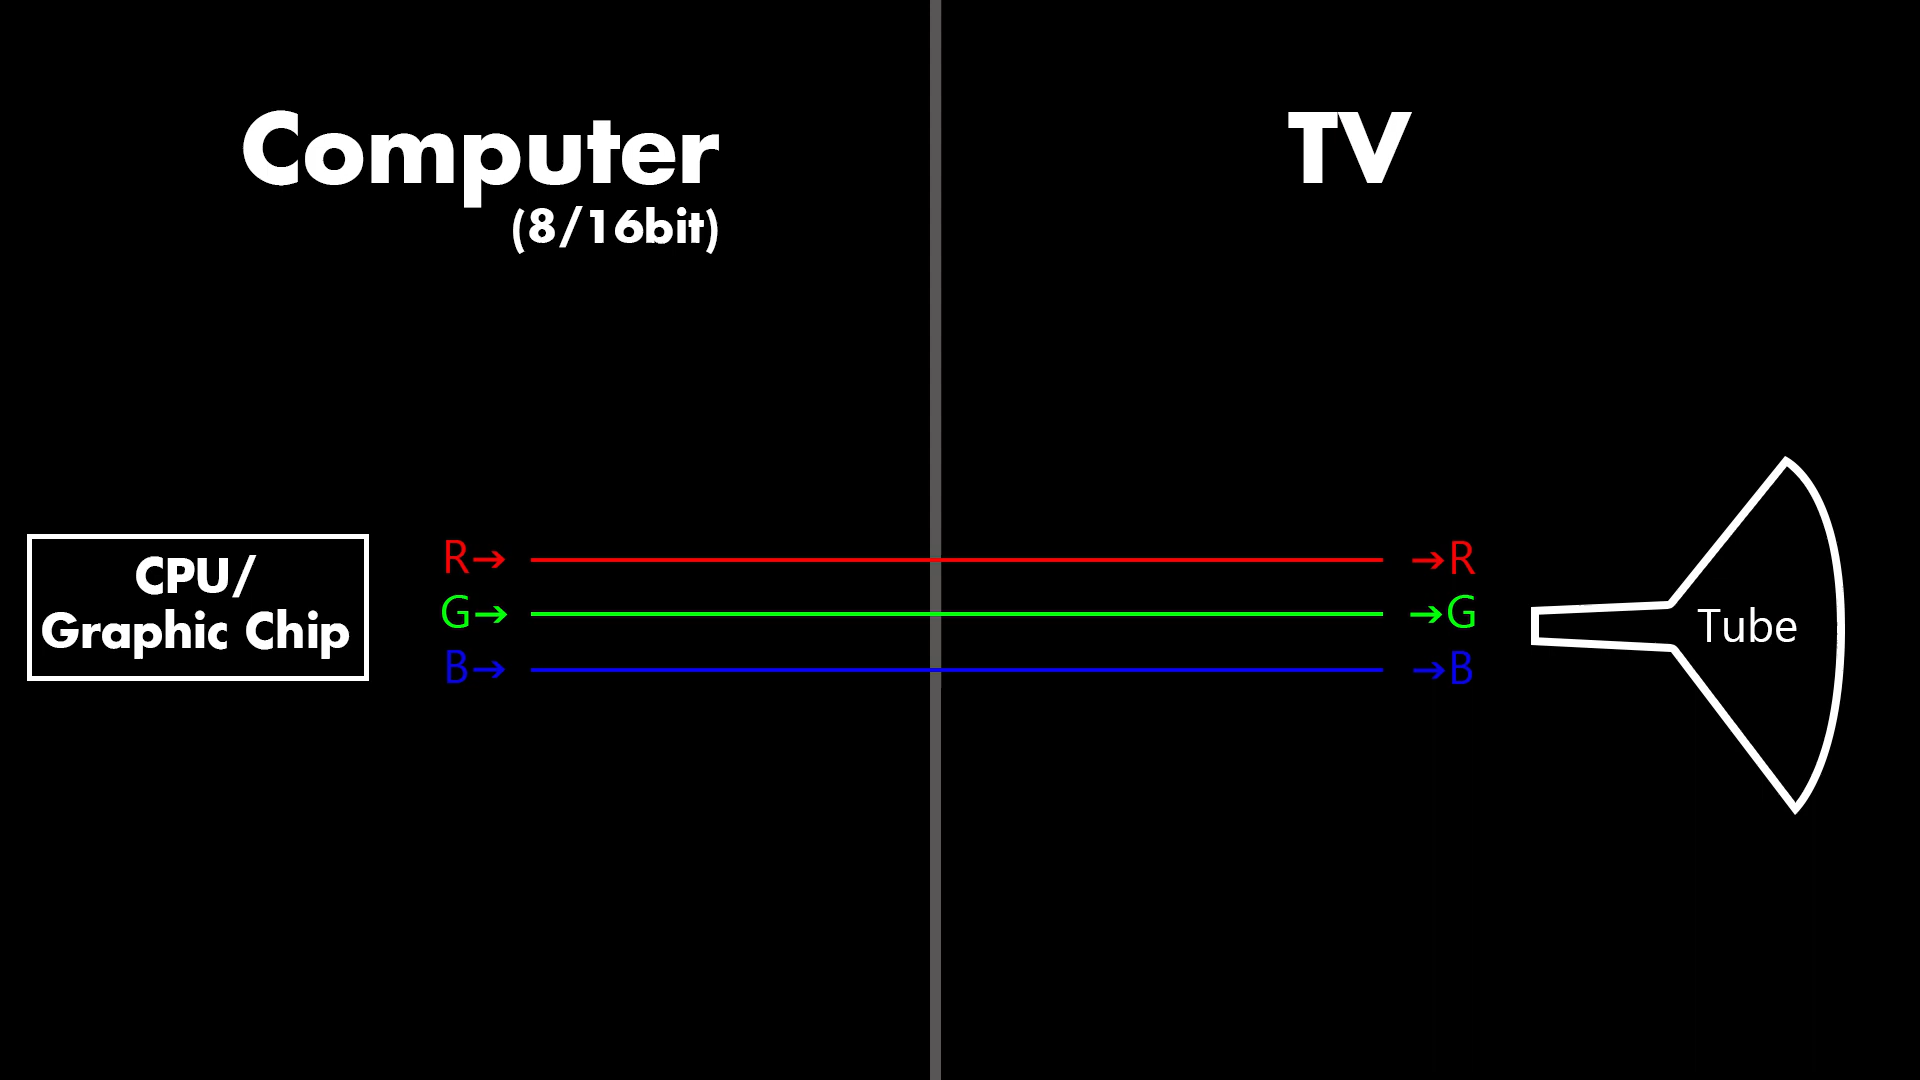 Computer
(8/16bit)
TV
CPU/
Graphic Chip
R→ →R
G→ →G
B→ →B
Tube